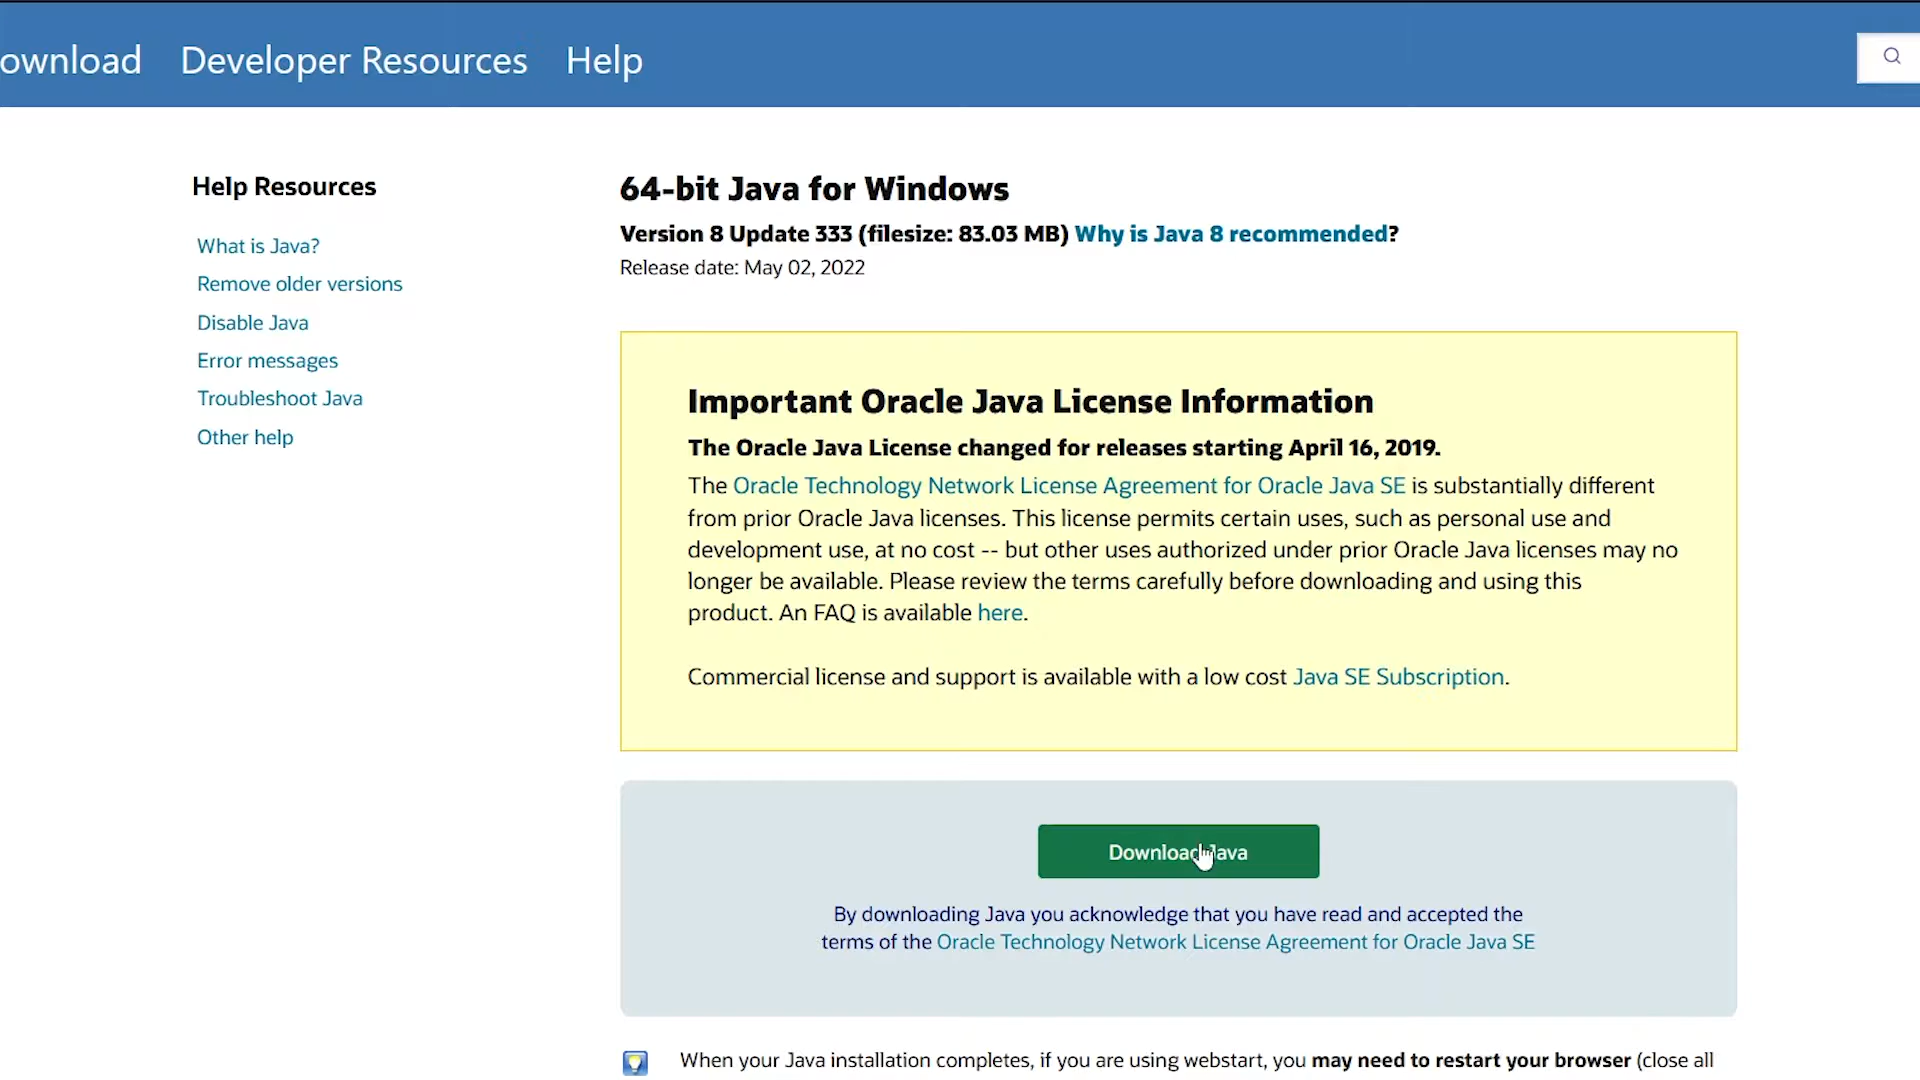 ownload Developer Resources Help
Help Resources
What is Java?
Remove older versions
Disable Java
Error messages
Troubleshoot Java
Other help
64-bit Java for Windows
Version 8 Update 333 (filesize: 83.03 MB) Why is Java 8 recommended?
Release date: May 02, 2022
Important Oracle Java License Information
The Oracle Java License changed for releases starting April 16, 2019.
The Oracle Technology Network License Agreement for Oracle Java SE is substantially different
from prior Oracle Java licenses. This license permits certain uses, such as personal use and
development use, at no cost -- but other uses authorized under prior Oracle Java licenses may no
longer be available. Please review the terms carefully before downloading and using this
product. An FAQ is available here.
Commercial license and support is available with a low cost Java SE Subscription.
Download Java
By downloading Java you acknowledge that you have read and accepted the
terms of the Oracle Technology Network License Agreement for Oracle Java SE
When your Java installation completes, if you are using webstart, you may need to restart your browser (close all